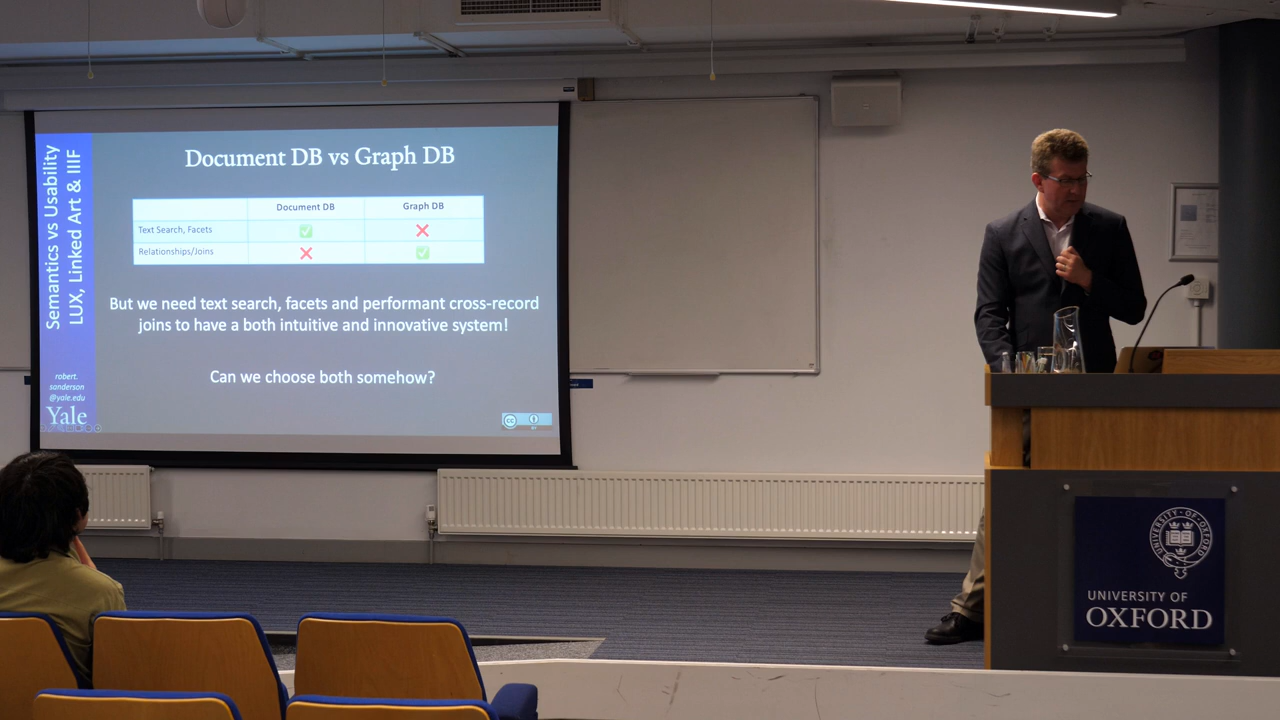 Semantics vs Usability
LUX, Linked Art & IIIF
robert.
sanderson
@yale.edu
Yale
Document DB vs Graph DB
Document DB
Graph DB
Text Search, Facets
Relationships/Joins
But we need text search, facets and performant cross-record
joins to have a both intuitive and innovative system!
Can we choose both somehow?
cc
BY
UNIVERSITY OF
OXFORD